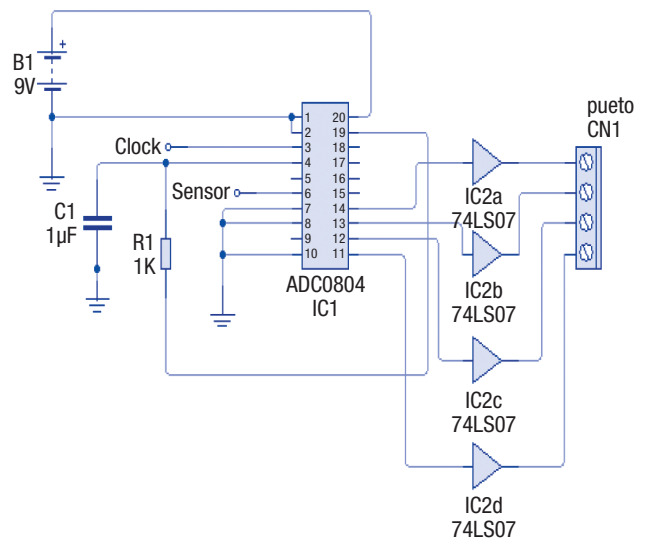 B1
9V
+
Clock
Sensor
C1
1µF
R1
1K
1 20
2 19
3 18
4 17
5 16
6 15
7 14
8 13
9 12
10 11
ADC0804
IC1
IC2a
74LS07
IC2b
74LS07
IC2c
74LS07
IC2d
74LS07
pueto
CN1